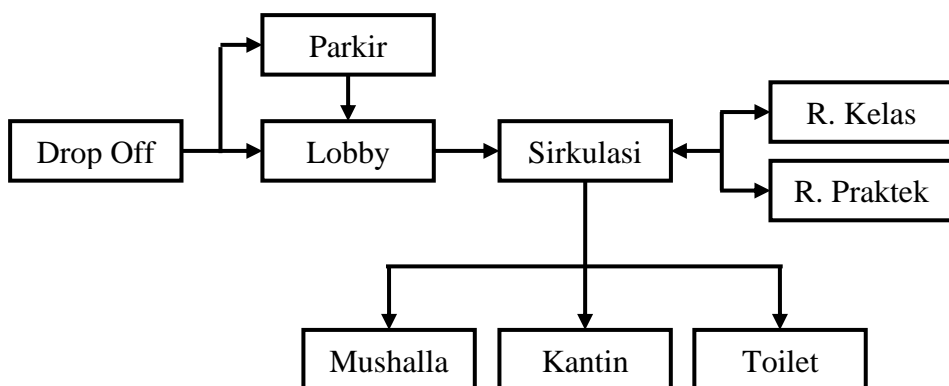 Parkir
Drop Off
Lobby
Sirkulasi
R. Kelas
R. Praktek
Mushalla
Kantin
Toilet